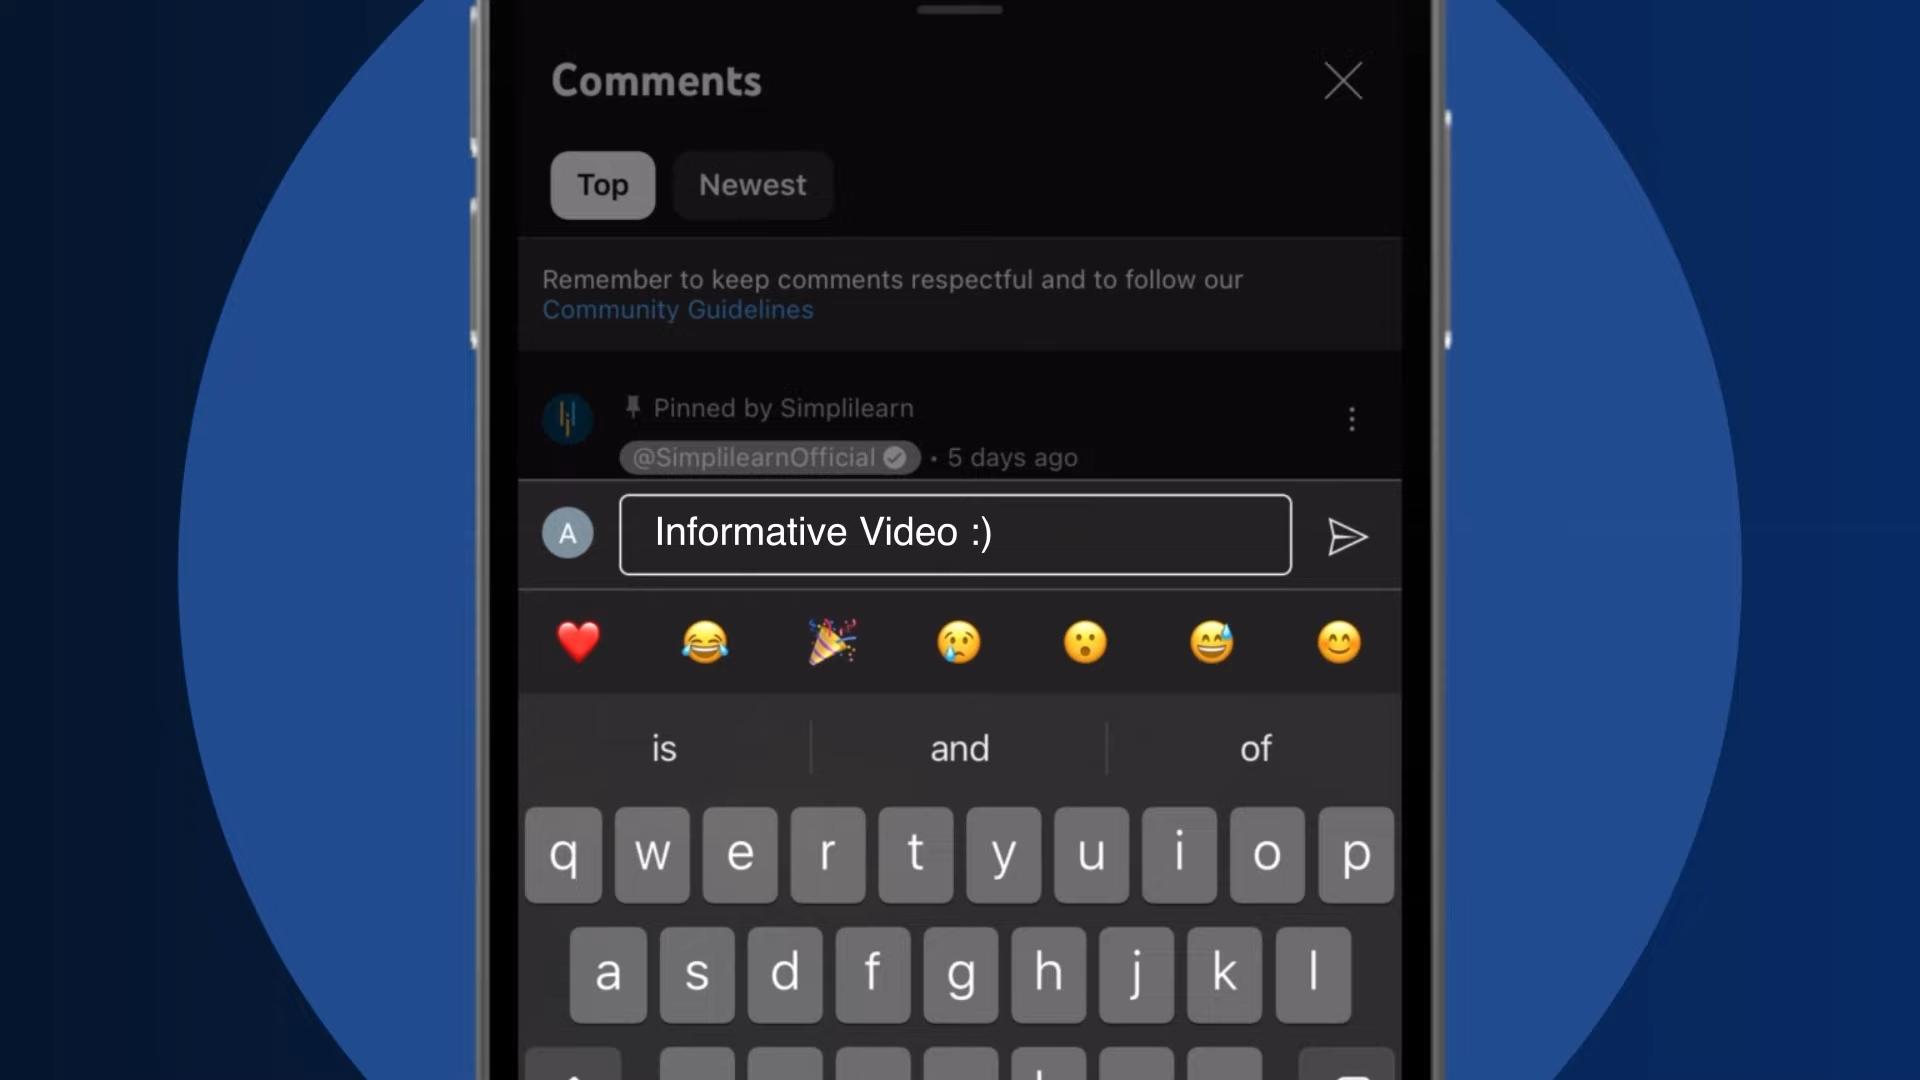 Comments
Top Newest
Remember to keep comments respectful and to follow our
Community Guidelines
Pinned by Simplilearn
@SimplilearnOfficial • 5 days ago
A Informative Video :)
is and of
q w e r t y u i o p
a s d f g h j k l